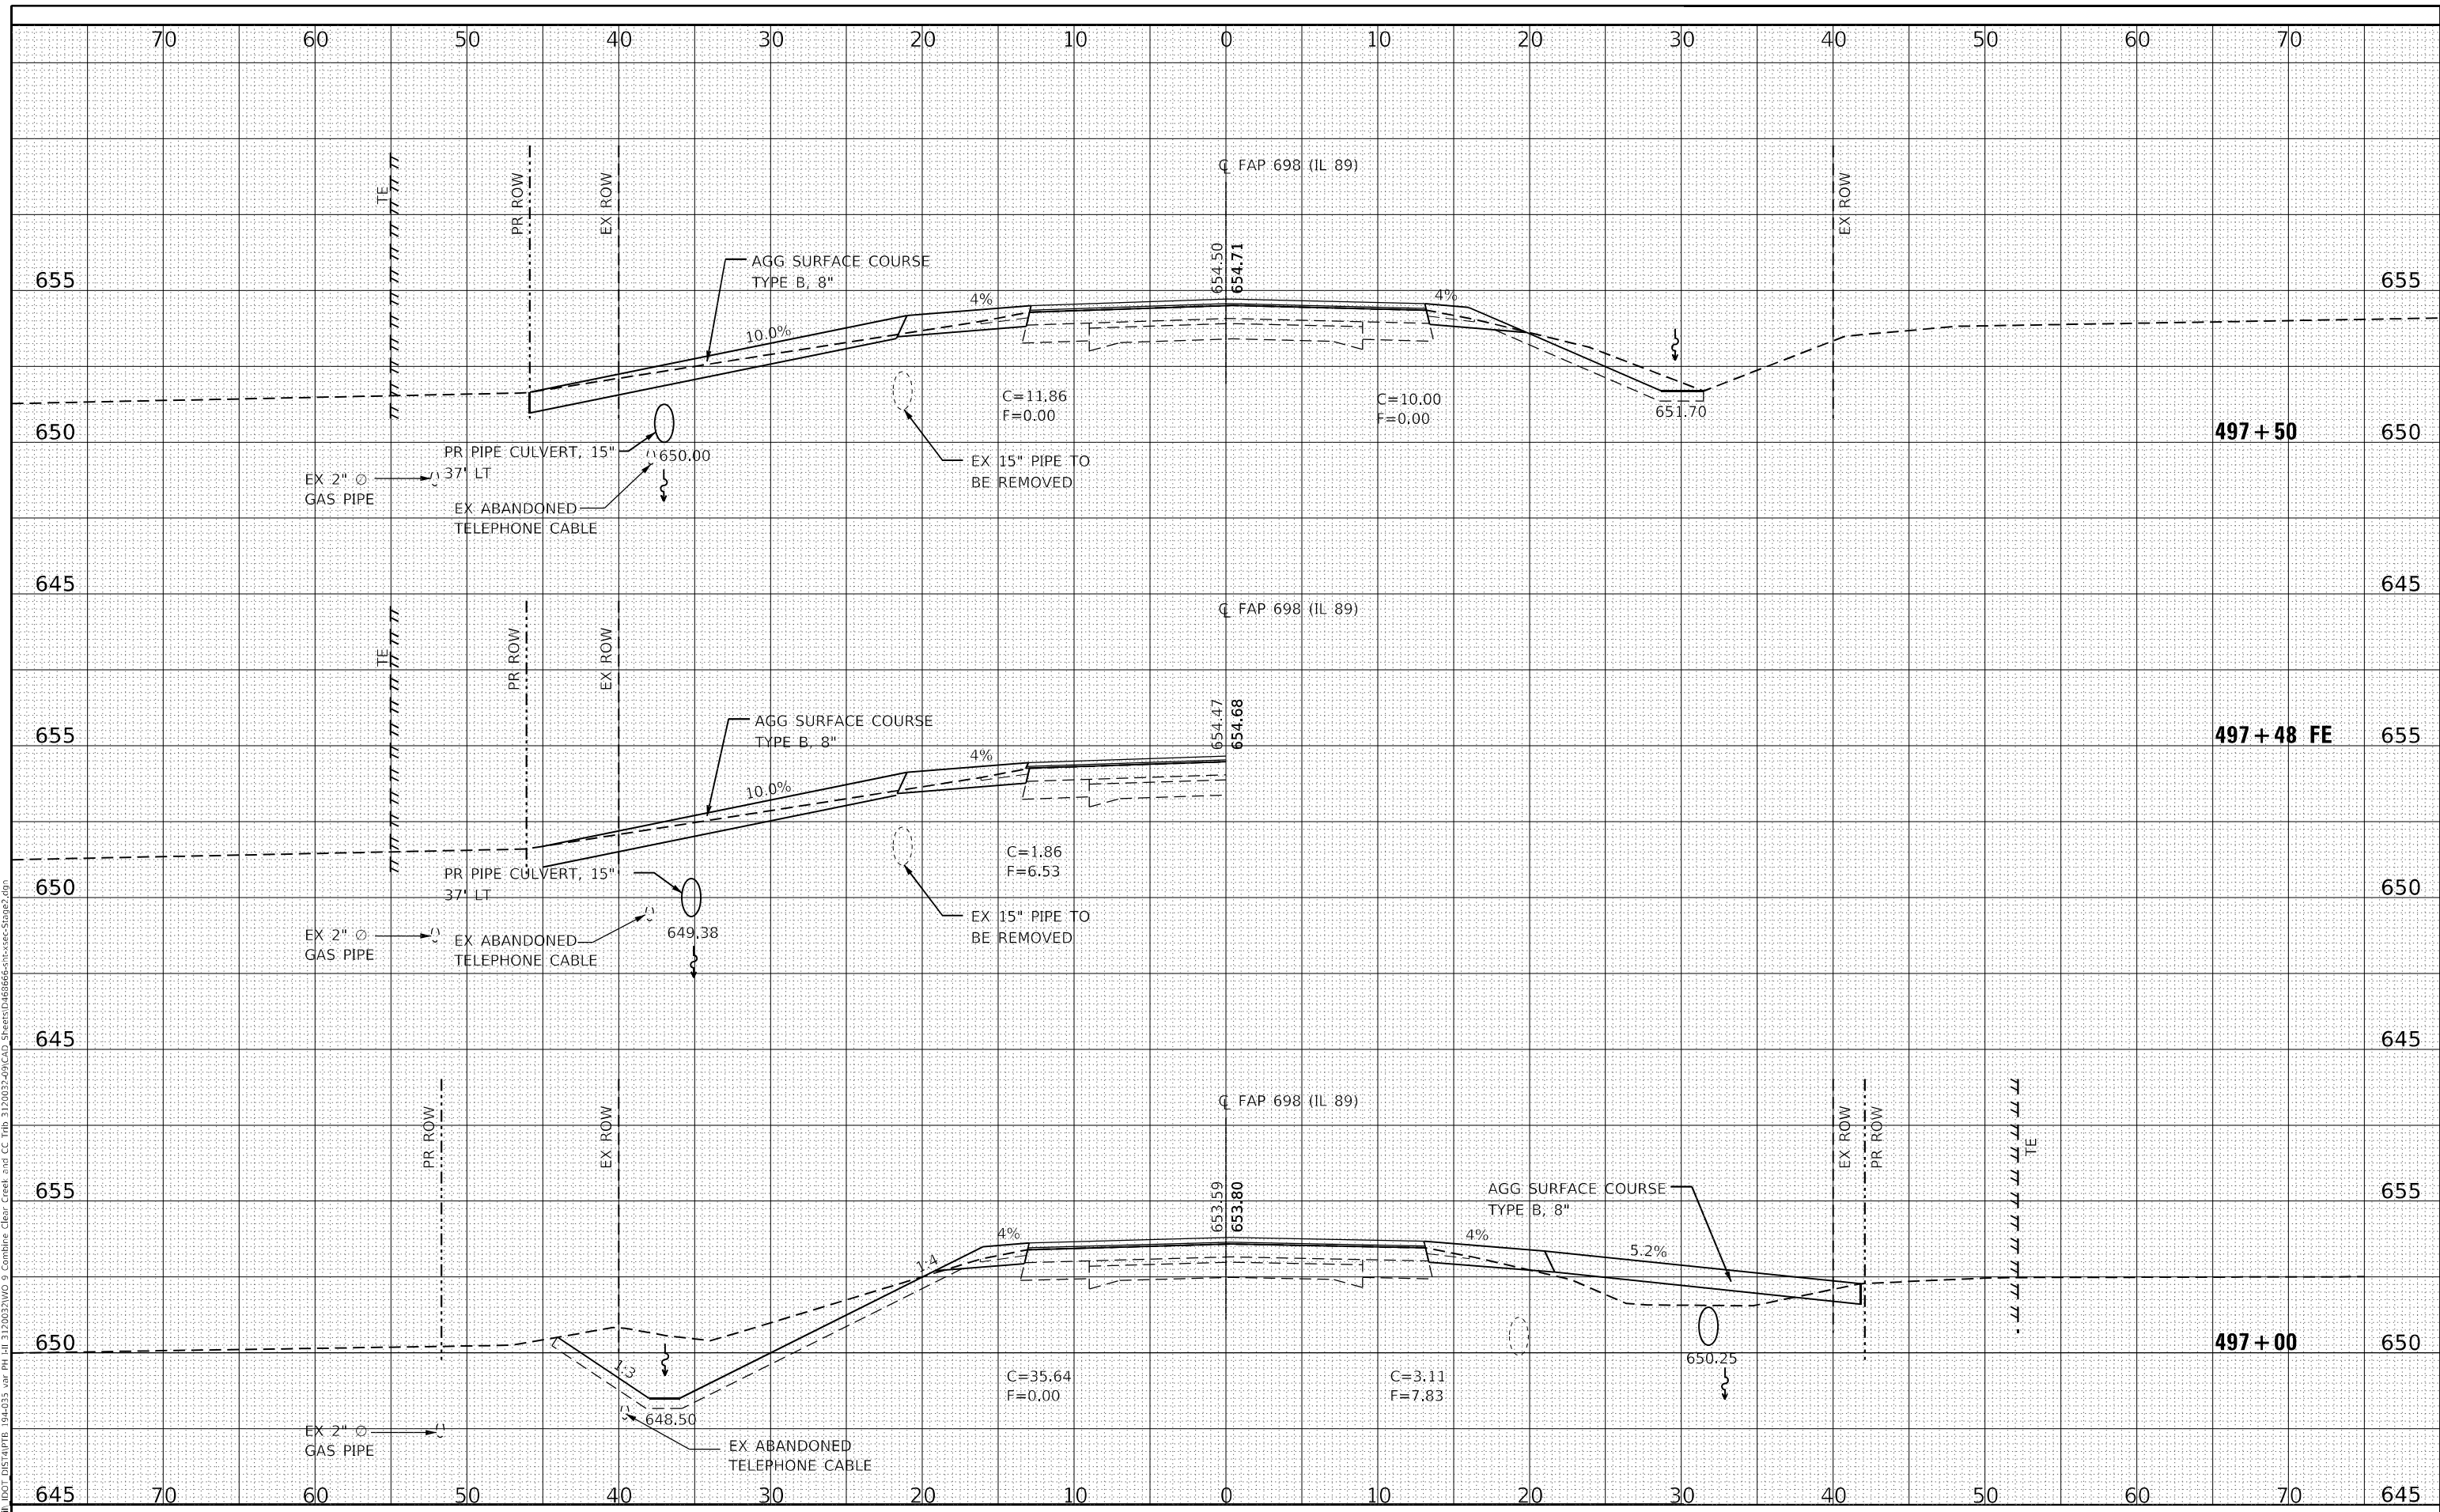 70 60 50 40 30 20 10 0 10 20 30 40 50 60 70
℄ FAP 698 (IL 89)
TE
PR ROW
EX ROW
EX ROW
654.50
654.71
AGG SURFACE COURSE
TYPE B, 8"
655
655
4%
4%
10.0%
C=11.86
F=0.00
C=10.00
F=0.00
651.70
650
497+50
650
PR PIPE CULVERT, 15"
37' LT
650.00
EX 15" PIPE TO
BE REMOVED
EX 2" ∅
GAS PIPE
EX ABANDONED
TELEPHONE CABLE
645
645
℄ FAP 698 (IL 89)
TE
PR ROW
EX ROW
654.47
654.68
AGG SURFACE COURSE
TYPE B, 8"
655
497+48 FE
655
4%
10.0%
C=1.86
F=6.53
PR PIPE CULVERT, 15"
37' LT
650
650
EX 15" PIPE TO
BE REMOVED
649.38
EX 2" ∅
GAS PIPE
EX ABANDONED
TELEPHONE CABLE
645
645
℄ FAP 698 (IL 89)
PR ROW
EX ROW
EX ROW
PR ROW
TE
653.59
653.80
AGG SURFACE COURSE
TYPE B, 8"
655
655
4%
4%
5.2%
1:4
650
497+00
650
1:3
650.25
C=35.64
F=0.00
C=3.11
F=7.83
648.50
EX 2" ∅
GAS PIPE
EX ABANDONED
TELEPHONE CABLE
645 70 60 50 40 30 20 10 0 10 20 30 40 50 60 70 645